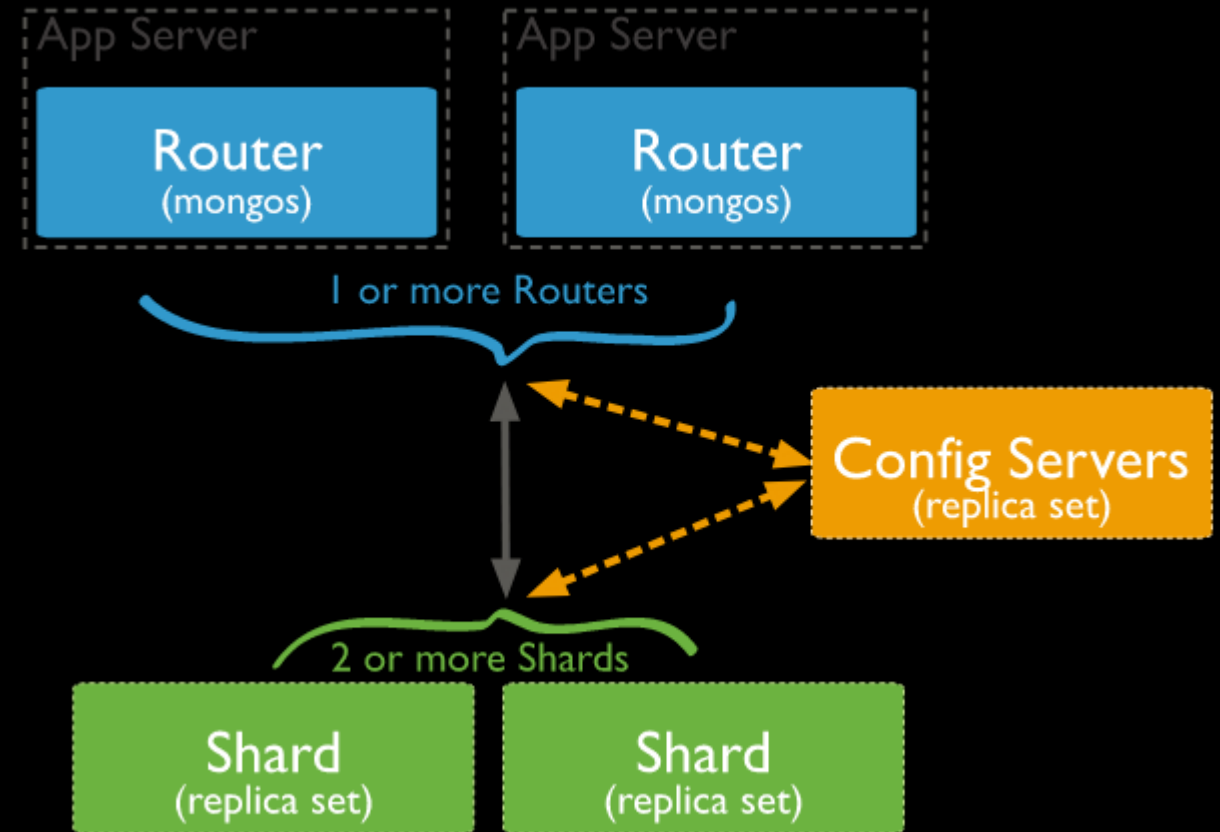 App Server
App Server
Router
(mongos)
Router
(mongos)
1 or more Routers
Config Servers
(replica set)
2 or more Shards
Shard
(replica set)
Shard
(replica set)